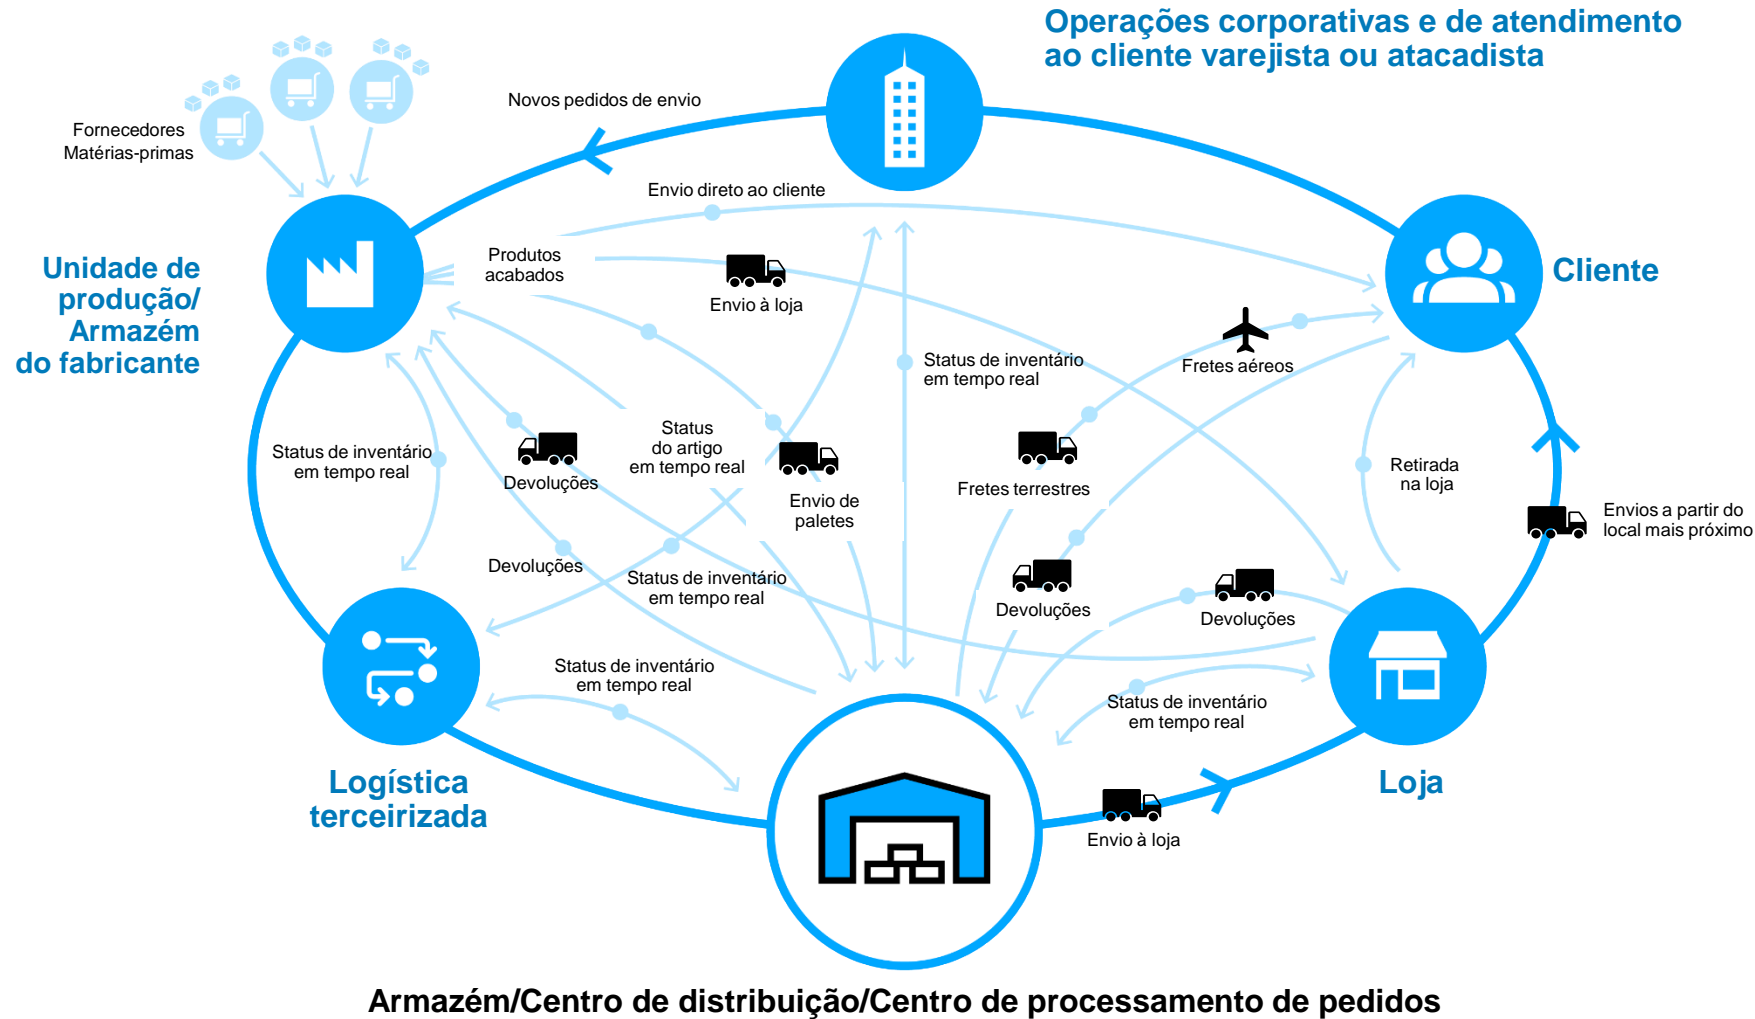 Operações corporativas e de atendimento
ao cliente varejista ou atacadista
Novos pedidos de envio
Fornecedores
Matérias-primas
Envio direto ao cliente
Produtos
acabados
Unidade de
produção/
Armazém
do fabricante
Cliente
Envio à loja
Status de inventário
em tempo real
Fretes aéreos
Status de inventário
em tempo real
Devoluções
Status
do artigo
em tempo real
Envio de
paletes
Fretes terrestres
Retirada
na loja
Envios a partir do
local mais próximo
Devoluções
Status de inventário
em tempo real
Devoluções
Devoluções
Status de inventário
em tempo real
Status de inventário
em tempo real
Logística
terceirizada
Loja
Envio à loja
Armazém/Centro de distribuição/Centro de processamento de pedidos